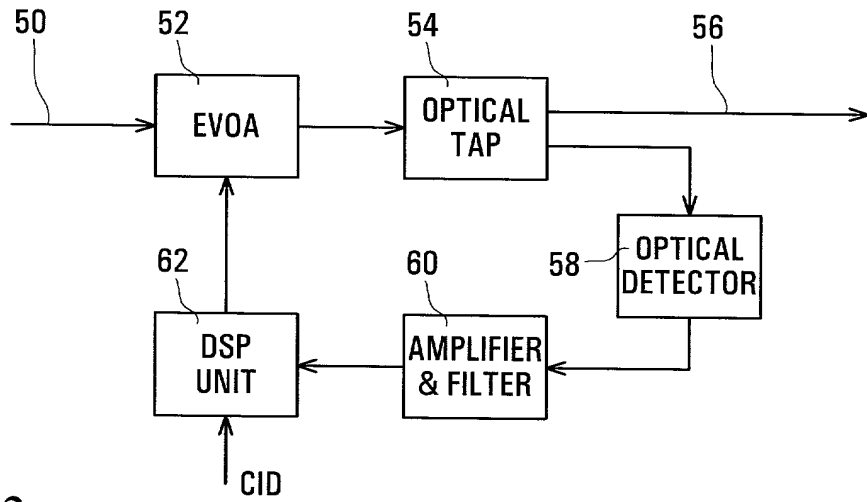 50
52
54
56
EVOA
OPTICAL
TAP
62
60
58
OPTICAL
DETECTOR
DSP
UNIT
AMPLIFIER
& FILTER
CID